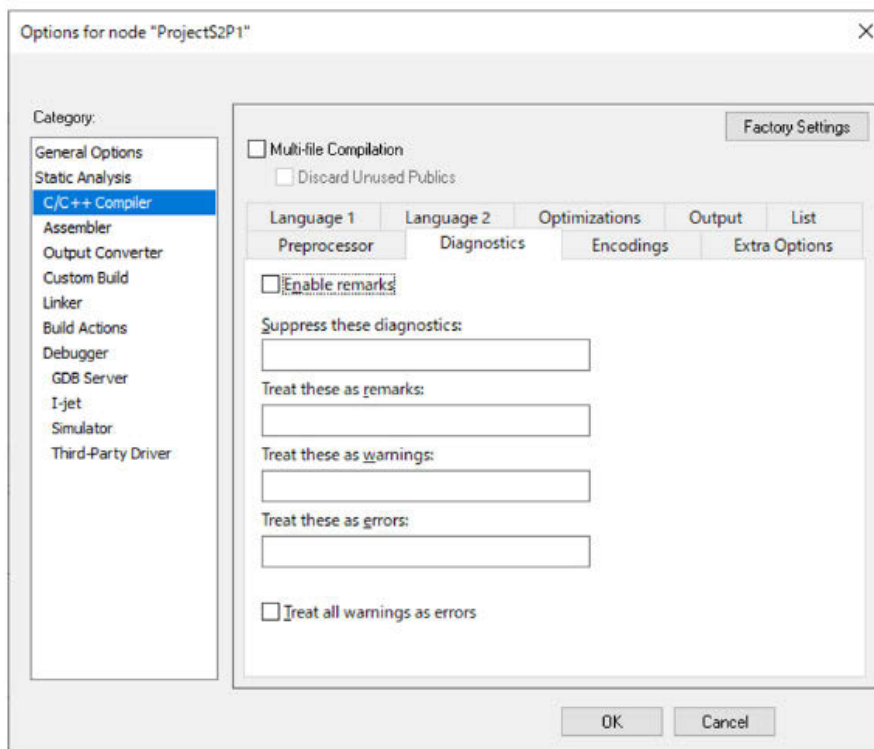 Options for node "ProjectS2P1"
Category:
General Options
Static Analysis
C/C++ Compiler
Assembler
Output Converter
Custom Build
Linker
Build Actions
Debugger
GDB Server
I-jet
Simulator
Third-Party Driver
Factory Settings
Multi-file Compilation
Discard Unused Publics
Language 1 Language 2 Optimizations Output List
Preprocessor Diagnostics Encodings Extra Options
Enable remarks
Suppress these diagnostics:
Treat these as remarks:
Treat these as warnings:
Treat these as errors:
Treat all warnings as errors
OK Cancel